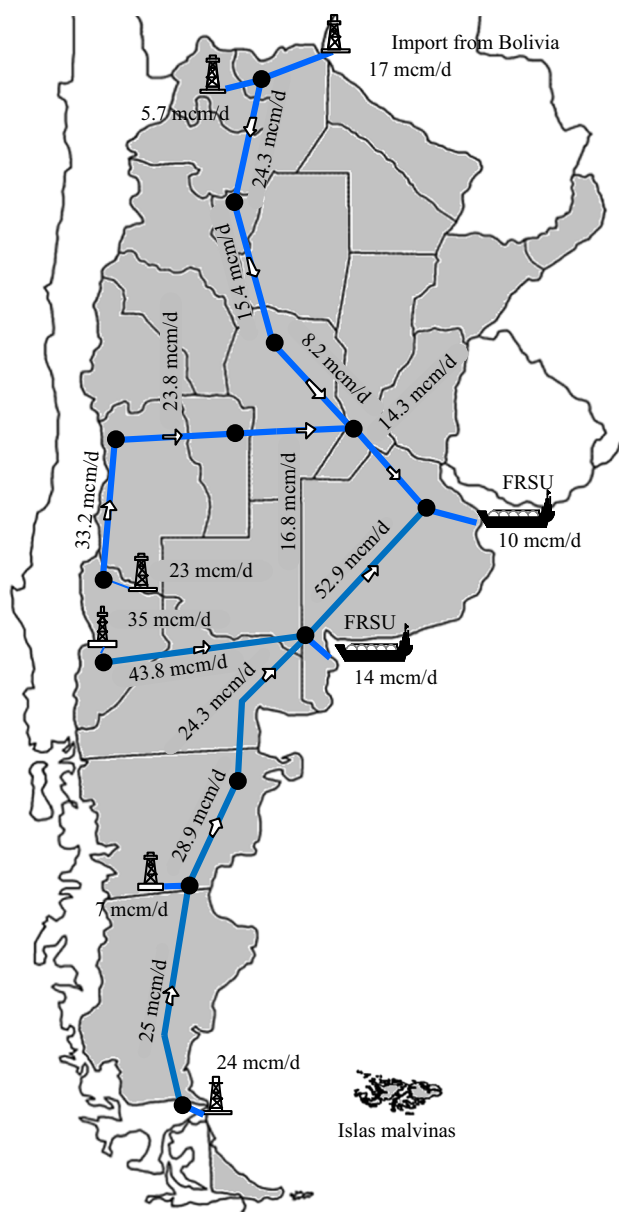 Import from Bolivia
17 mcm/d
5.7 mcm/d
24.3 mcm/d
15.4 mcm/d
8.2 mcm/d
23.8 mcm/d
14.3 mcm/d
FRSU
10 mcm/d
33.2 mcm/d
16.8 mcm/d
52.9 mcm/d
23 mcm/d
35 mcm/d
FRSU
14 mcm/d
43.8 mcm/d
24.3 mcm/d
28.9 mcm/d
7 mcm/d
25 mcm/d
24 mcm/d
Islas malvinas